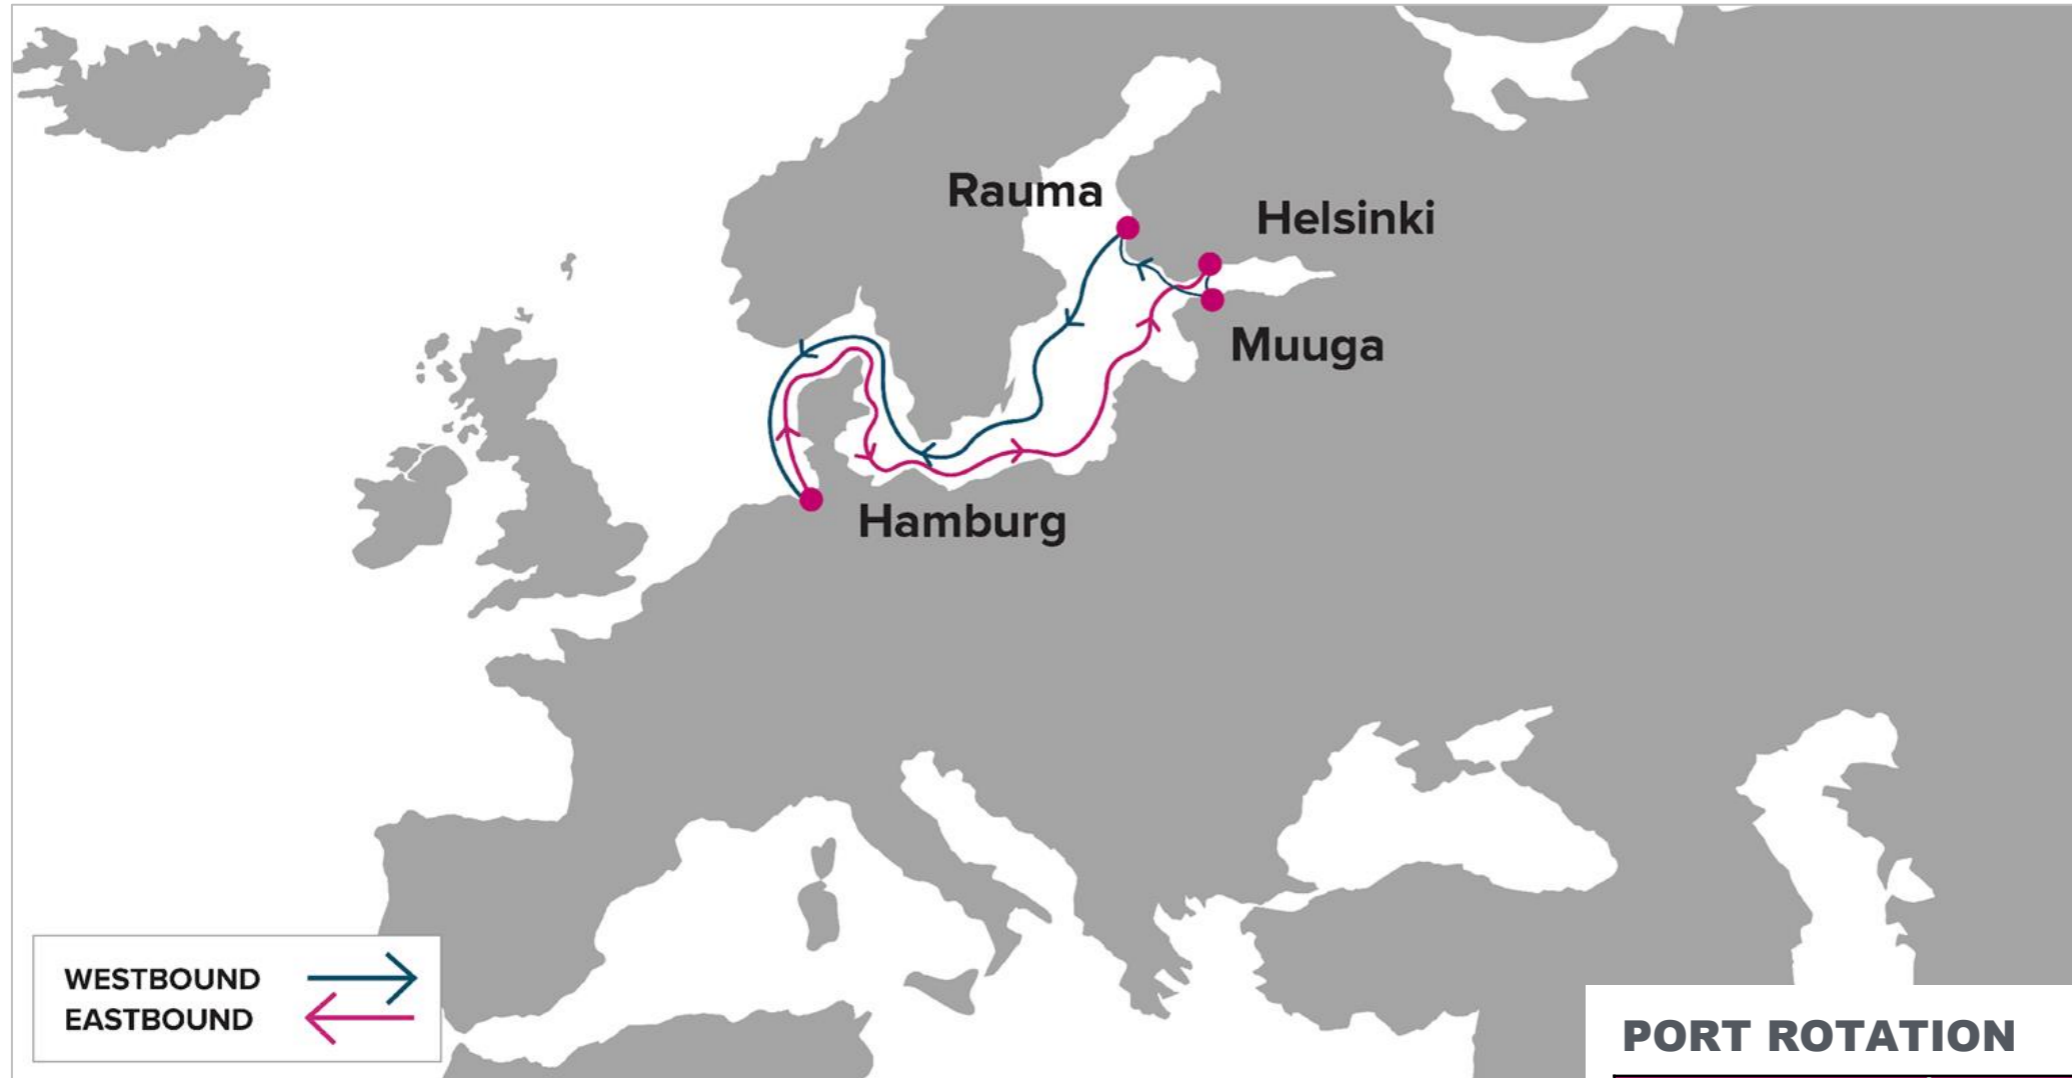 Rauma
Helsinki
Muuga
Hamburg
WESTBOUND
EASTBOUND
PORT ROTATION